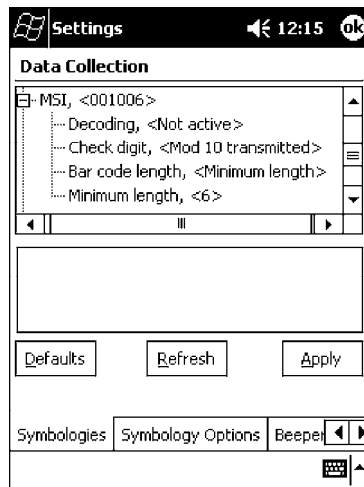 Settings 12:15 ok
Data Collection
MSI, <001006>
Decoding, <Not active>
Check digit, <Mod 10 transmitted>
Bar code length, <Minimum length>
Minimum length, <6>
Defaults Refresh Apply
Symbologies Symbology Options Beeper